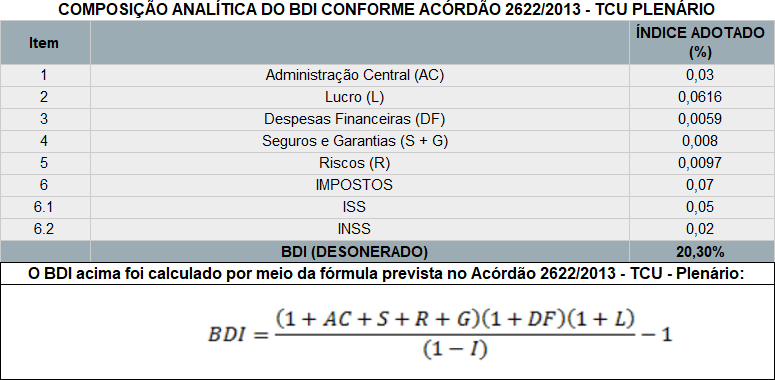 COMPOSIÇÃO ANALÍTICA DO BDI CONFORME ACÓRDÃO 2622/2013 - TCU PLENÁRIO
Item ÍNDICE ADOTADO (%)
1 Administração Central (AC) 0,03
2 Lucro (L) 0,0616
3 Despesas Financeiras (DF) 0,0059
4 Seguros e Garantias (S + G) 0,008
5 Riscos (R) 0,0097
6 IMPOSTOS 0,07
6.1 ISS 0,05
6.2 INSS 0,02
BDI (DESONERADO) 20,30%
O BDI acima foi calculado por meio da fórmula prevista no Acórdão 2622/2013 - TCU - Plenário:
BDI = (1 + AC + S + R + G)(1 + DF)(1 + L) / (1 − I) − 1